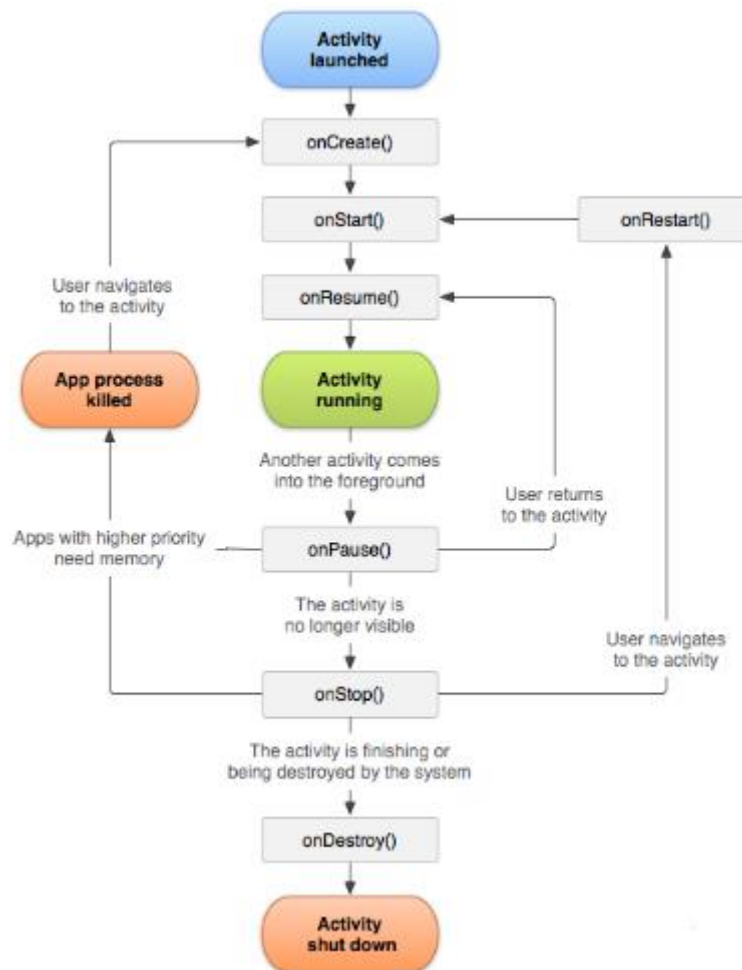 Activity
launched
onCreate()
onStart()
onRestart()
User navigates
to the activity
onResume()
App process
killed
Activity
running
Another activity comes
into the foreground
User returns
to the activity
Apps with higher priority
need memory
onPause()
The activity is
no longer visible
User navigates
to the activity
onStop()
The activity is finishing or
being destroyed by the system
onDestroy()
Activity
shut down